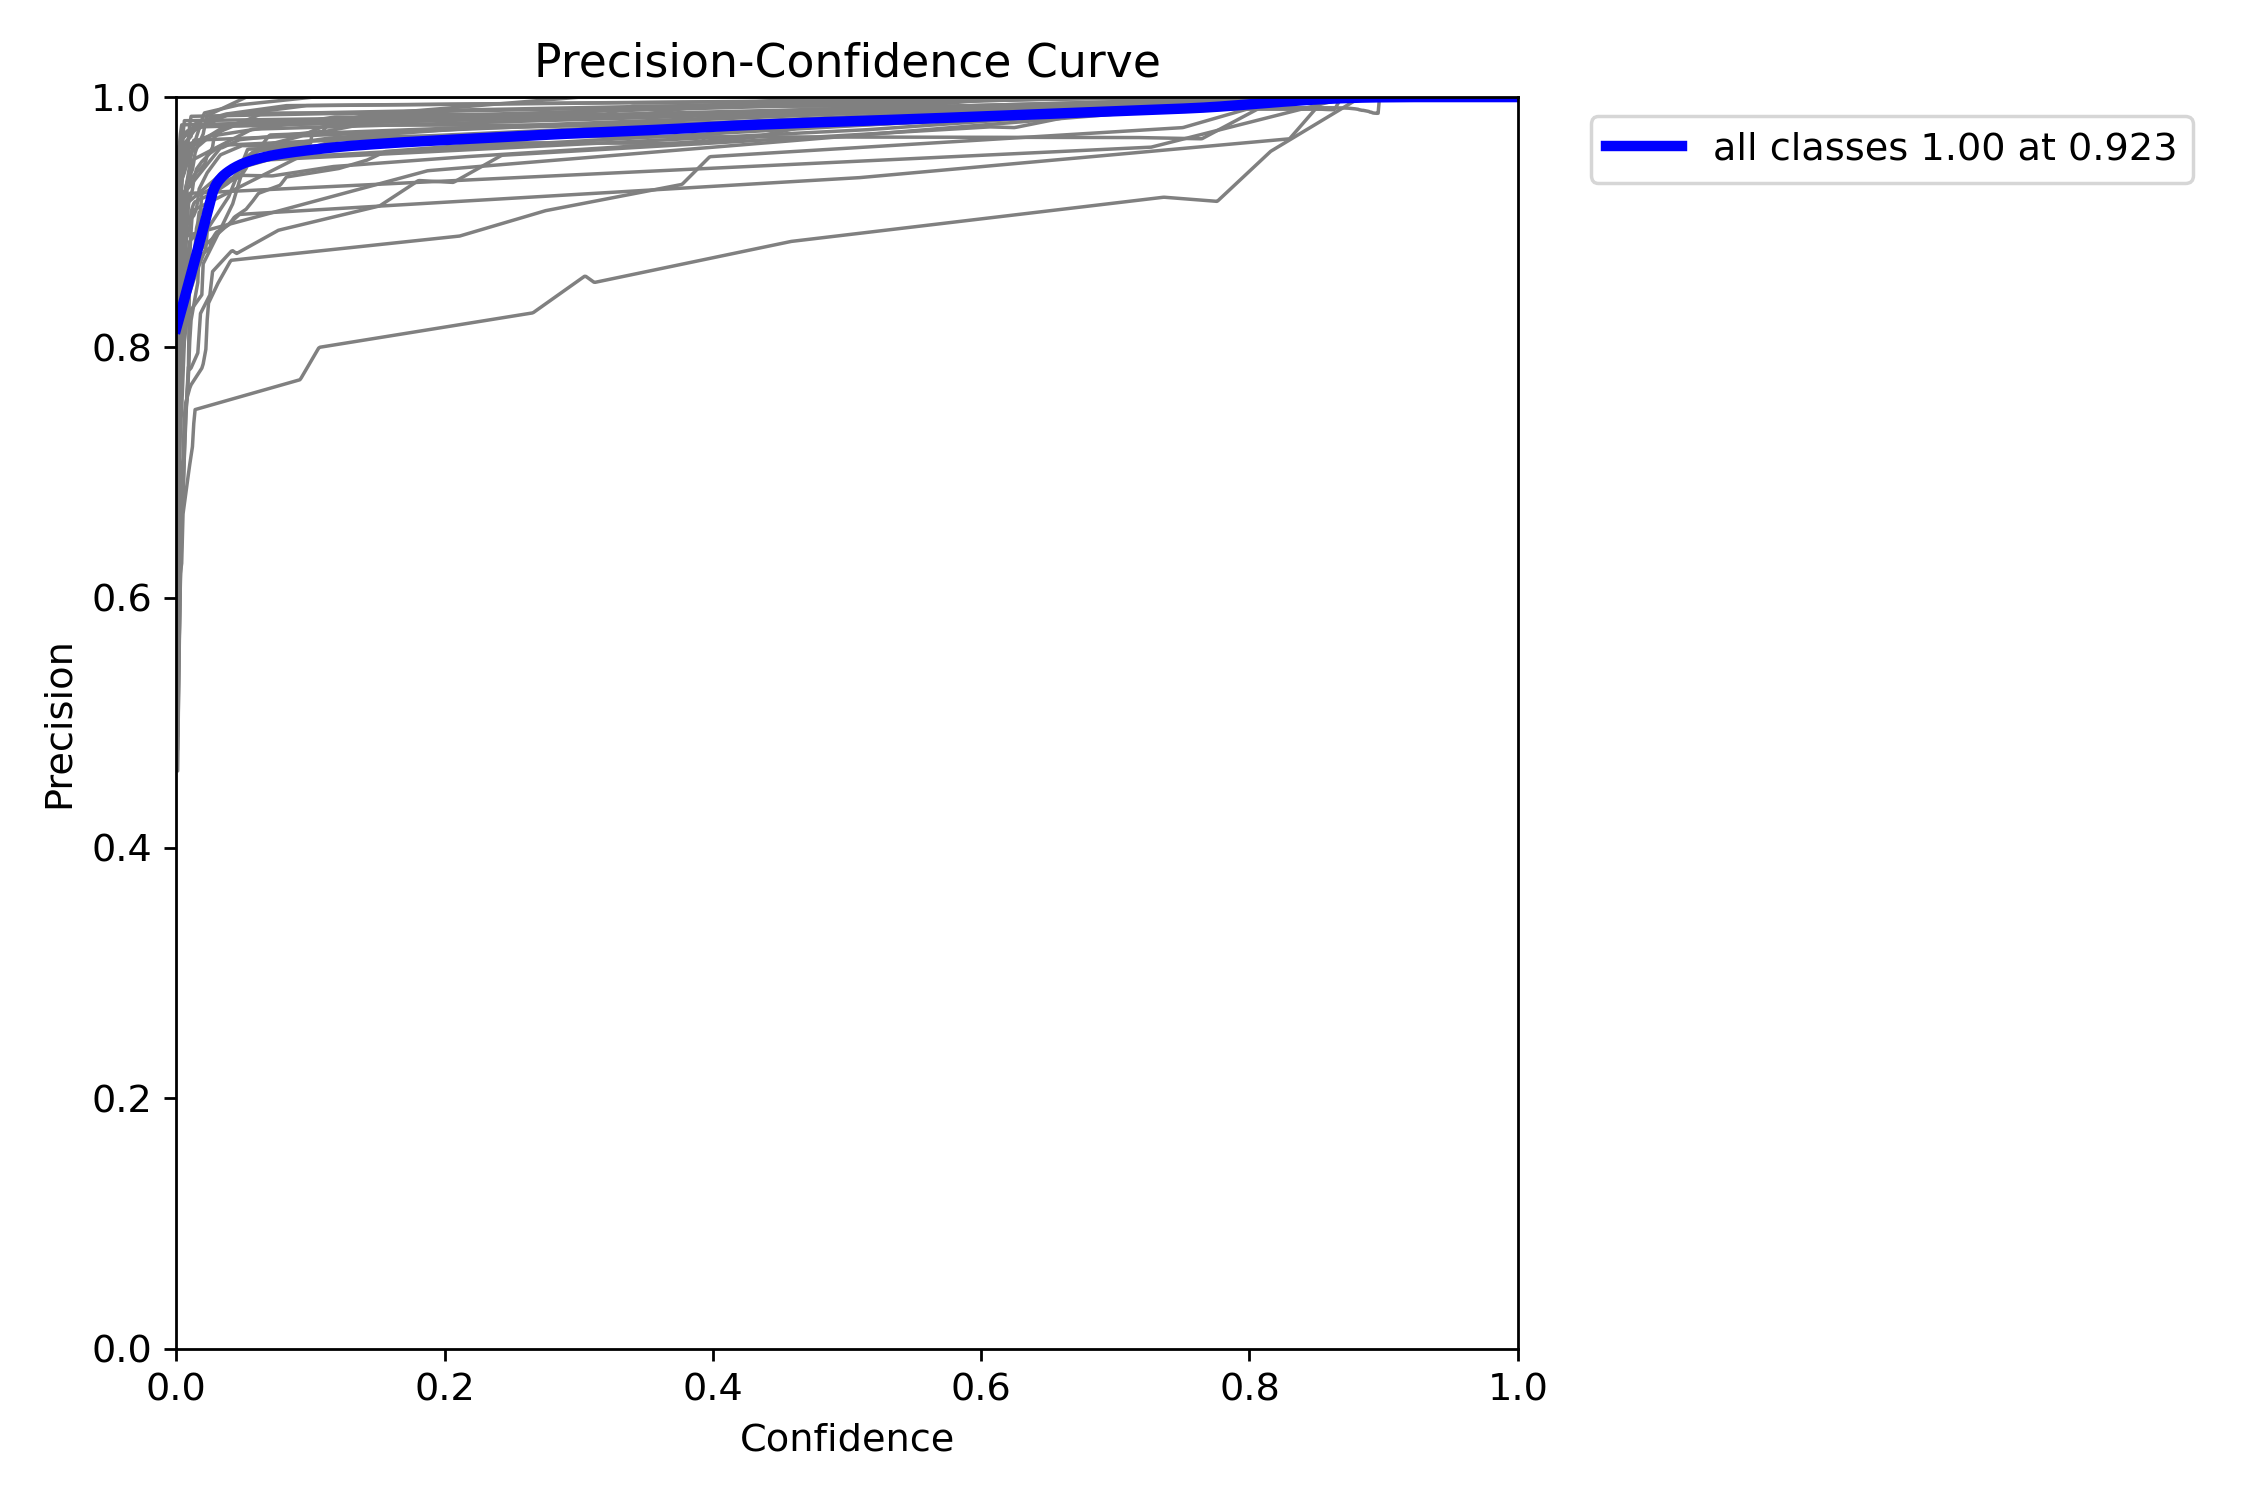 Precision-Confidence Curve
1.0
0.8
0.6
0.4
0.2
0.0
Precision
0.0 0.2 0.4 0.6 0.8 1.0
Confidence
all classes 1.00 at 0.923